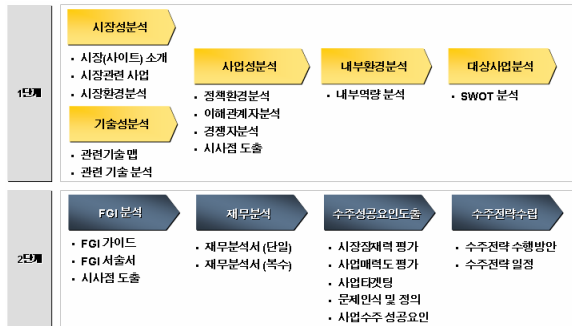 1단계
시장성분석
▪ 시장(사이트) 소개
▪ 시장관련 사업
▪ 시장환경분석
기술성분석
▪ 관련기술 맵
▪ 관련 기술 분석
사업성분석
▪ 정책환경분석
▪ 이해관계자분석
▪ 경쟁자분석
▪ 시사점 도출
내부환경분석
▪ 내부역량 분석
대상사업분석
▪ SWOT 분석
2단계
FGI 분석
▪ FGI 가이드
▪ FGI 서술서
▪ 시사점 도출
재무분석
▪ 재무분석서 (단일)
▪ 재무분석서 (복수)
수주성공요인도출
▪ 시장잠재력 평가
▪ 사업매력도 평가
▪ 사업타겟팅
▪ 문제인식 및 정의
▪ 사업수주 성공요인
수주전략수립
▪ 수주전략 수행방안
▪ 수주전략 일정